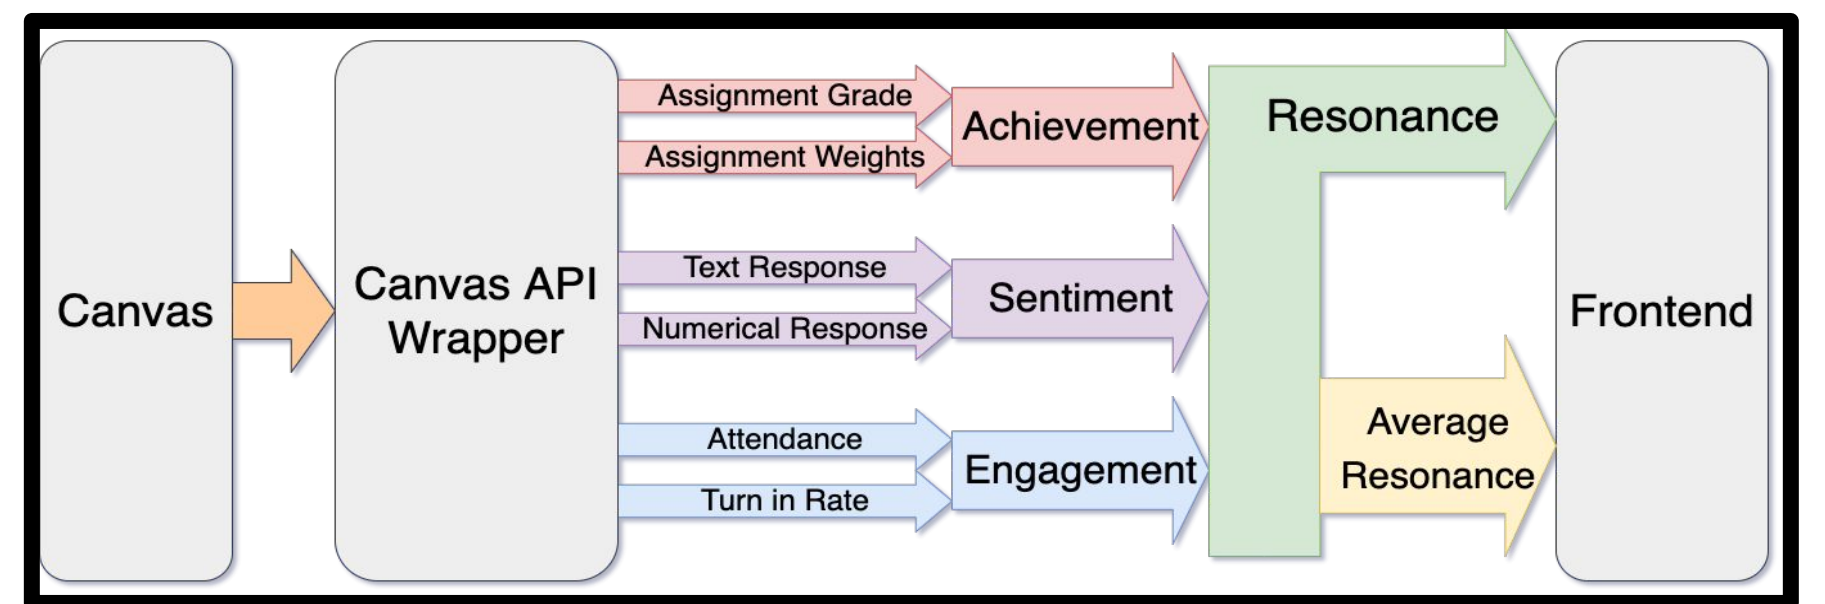 Canvas
Canvas API
Wrapper
Assignment Grade
Assignment Weights
Achievement
Text Response
Numerical Response
Sentiment
Attendance
Turn in Rate
Engagement
Resonance
Average
Resonance
Frontend